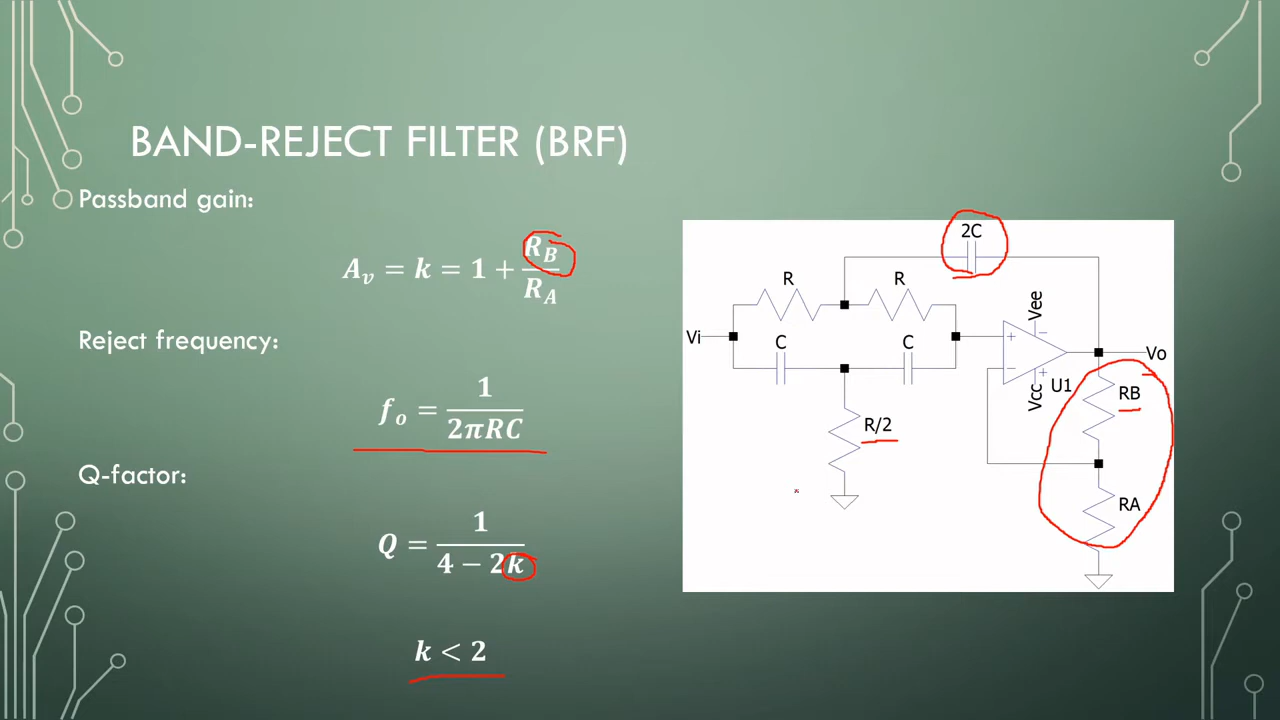 BAND-REJECT FILTER (BRF)
Passband gain:
A_v = k = 1 + R_B/R_A
Reject frequency:
f_o = 1/2πRC
Q-factor:
Q = 1/4 − 2k
k < 2
2C
R R
Vee
Vi
C C
+ −
−
+
Vo
Vcc U1
RB
R/2
RA